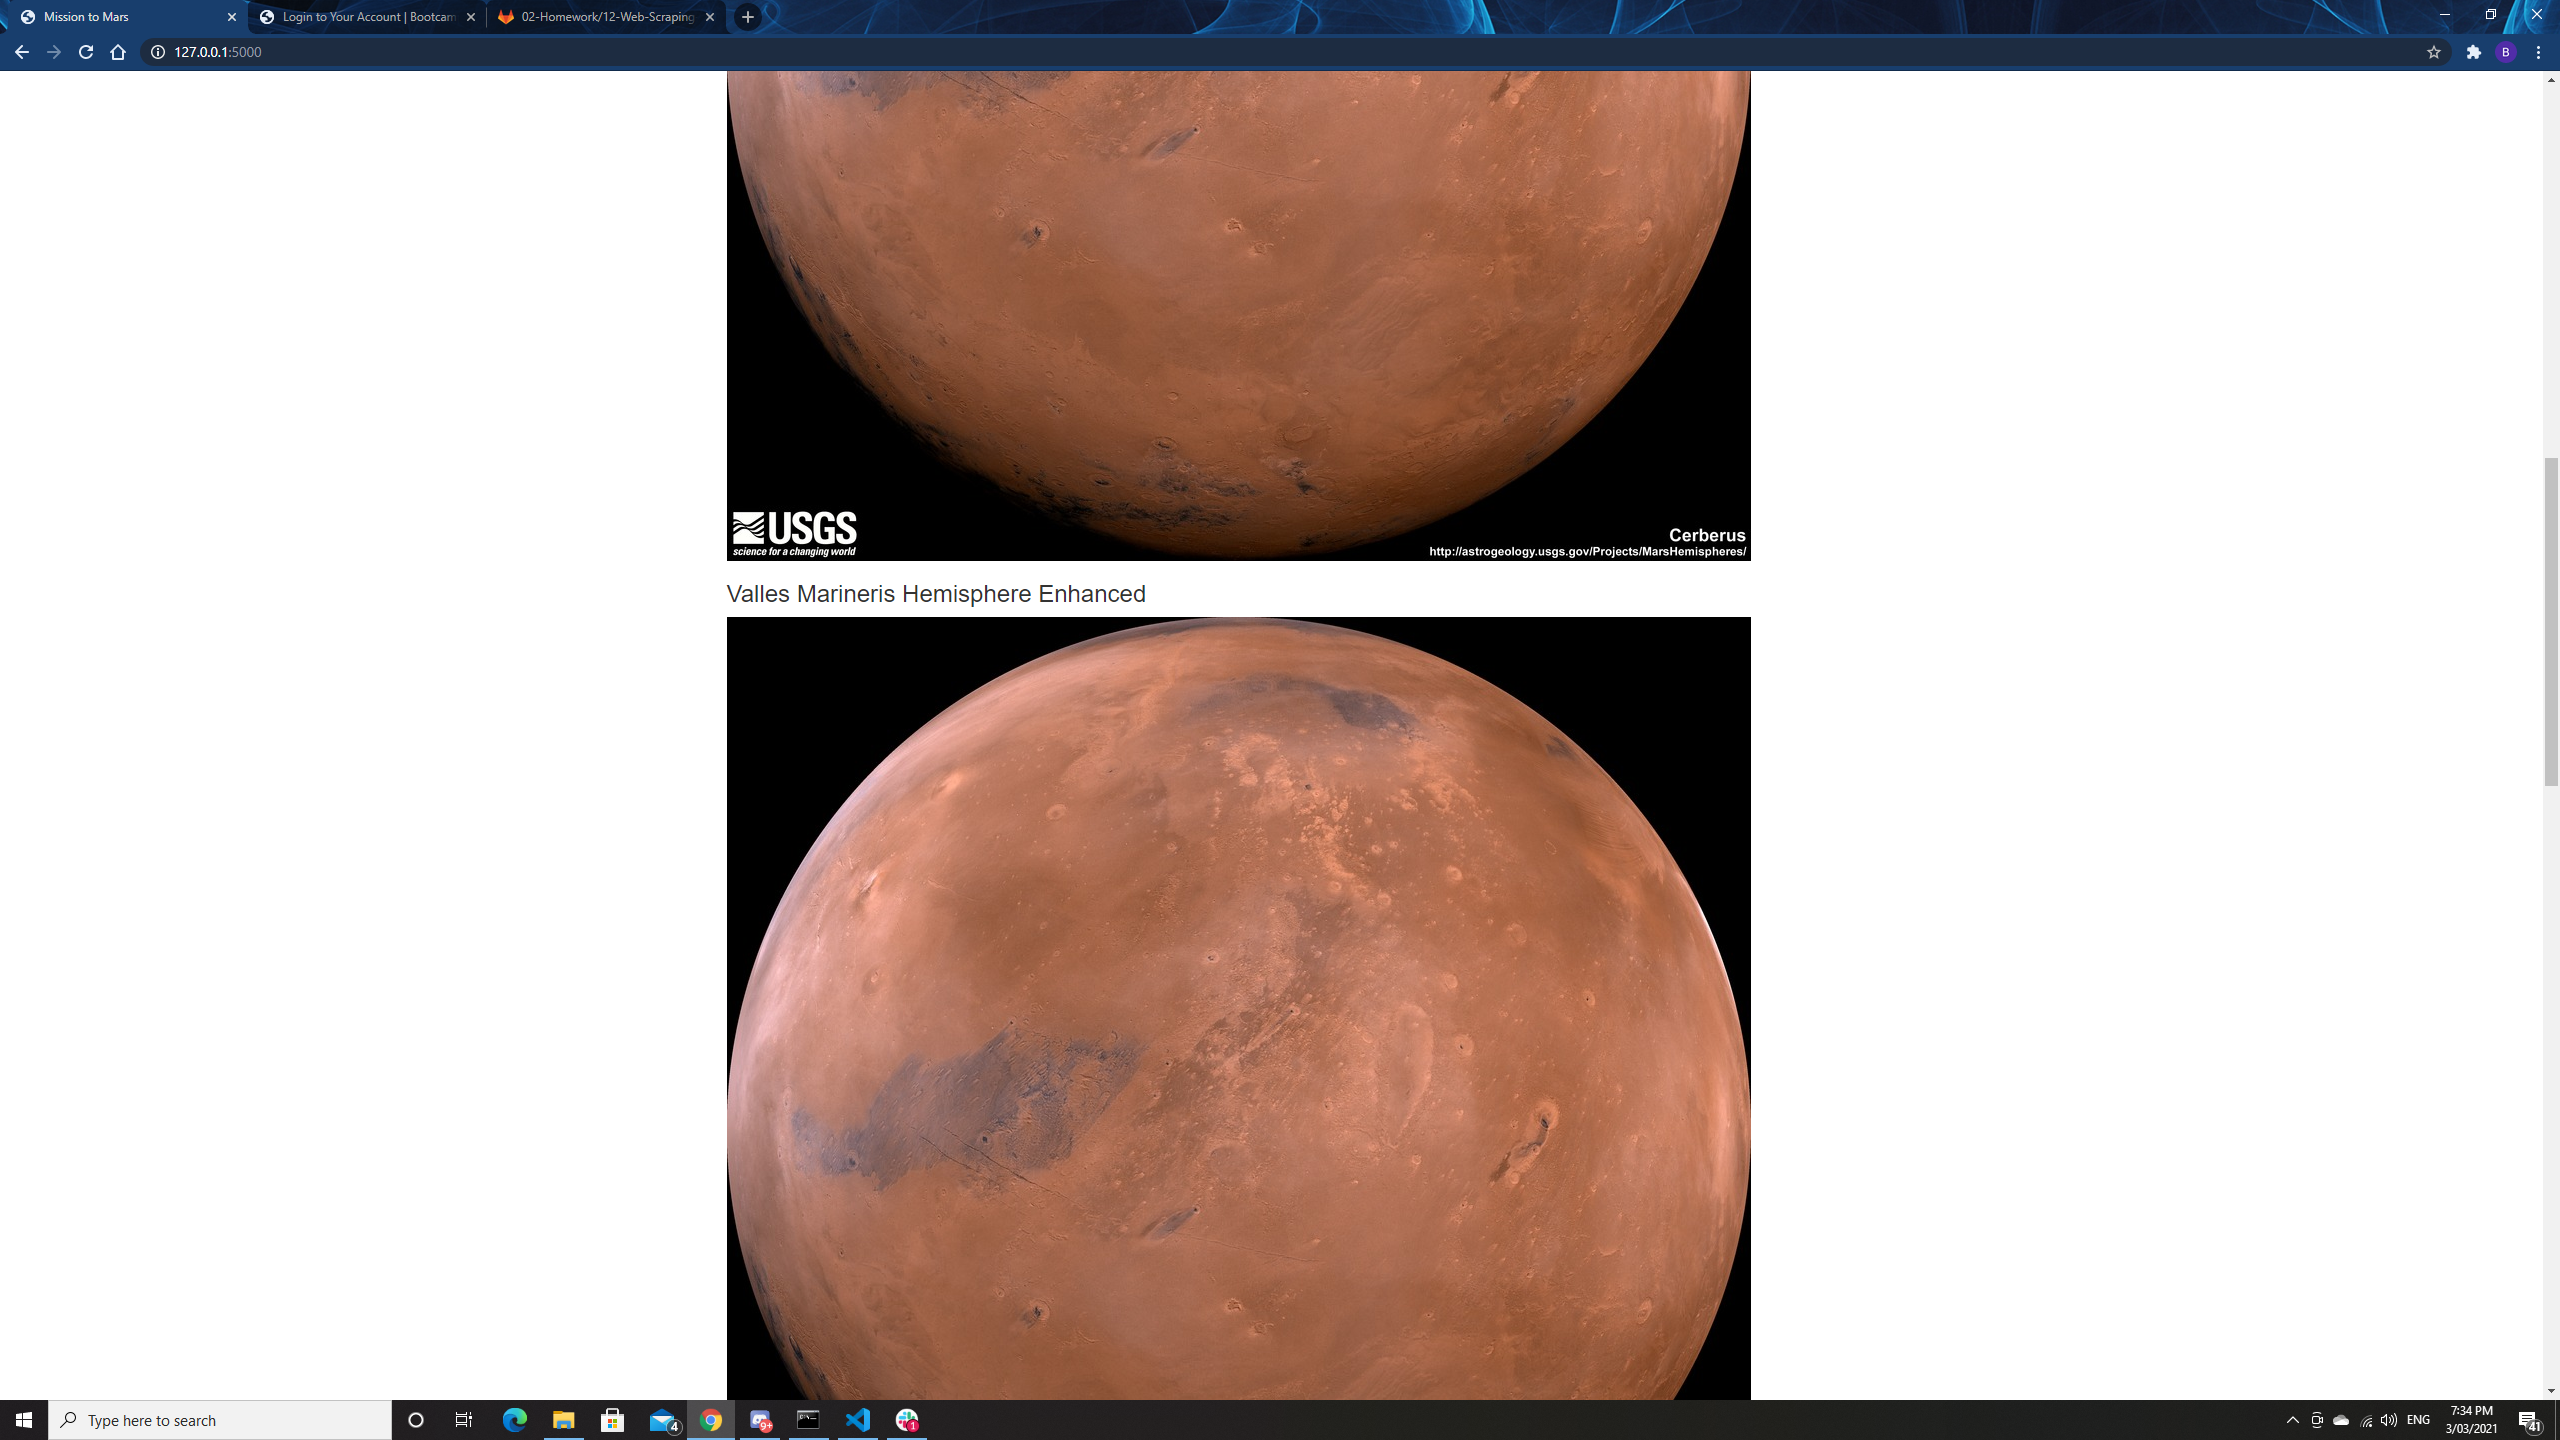 Mission to Mars
Login to Your Account | Bootcam
02-Homework/12-Web-Scraping
127.0.0.1:5000
B
USGS
science for a changing world
Cerberus
http://astrogeology.usgs.gov/Projects/MarsHemispheres/
Valles Marineris Hemisphere Enhanced
Type here to search
4
9+
1
ENG
7:34 PM
3/03/2021
41